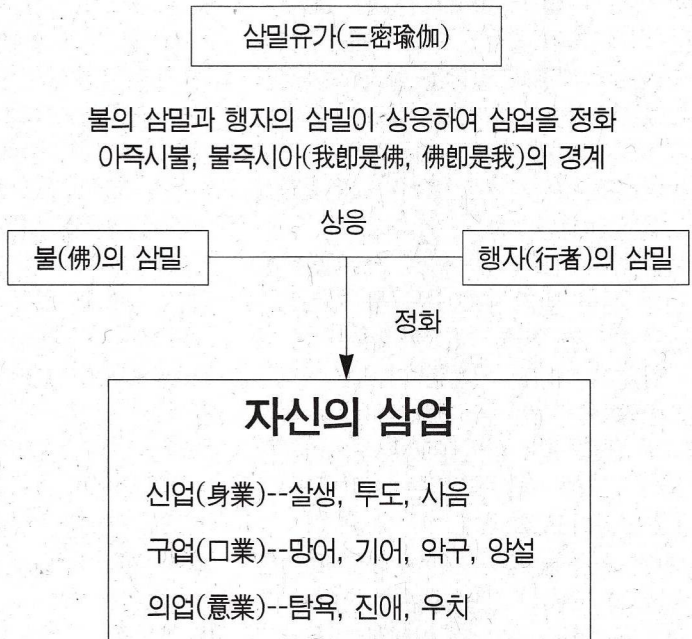 삼밀유가(三密瑜伽)
불의 삼밀과 행자의 삼밀이 상응하여 삼업을 정화
아즉시불, 불즉시아(我卽是佛, 佛卽是我)의 경계
상응
불(佛)의 삼밀
행자(行者)의 삼밀
정화
자신의 삼업
신업(身業)--살생, 투도, 사음
구업(口業)--망어, 기어, 악구, 양설
의업(意業)--탐욕, 진애, 우치